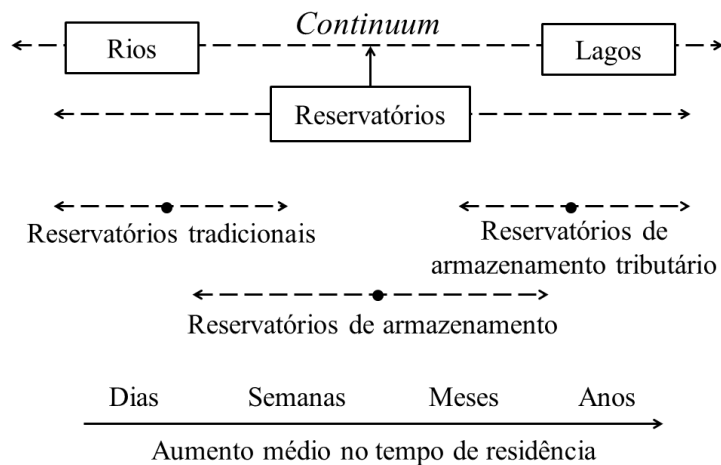 Continuum
Rios
Lagos
Reservatórios
Reservatórios tradicionais
Reservatórios de
armazenamento tributário
Reservatórios de armazenamento
Dias Semanas Meses Anos
Aumento médio no tempo de residência